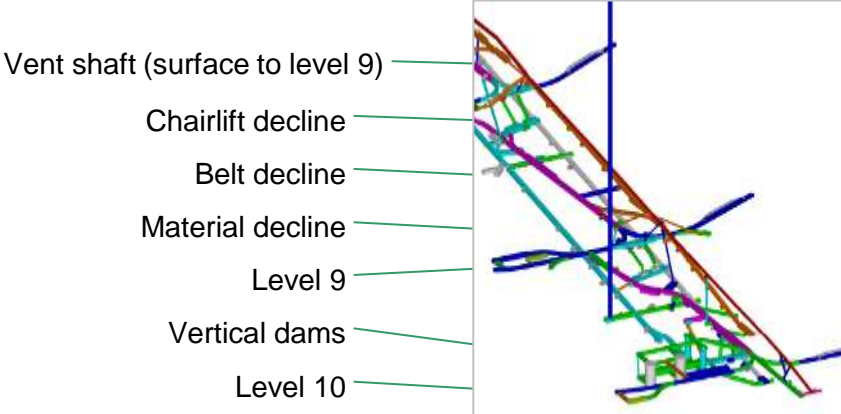 Vent shaft (surface to level 9)
Chairlift decline
Belt decline
Material decline
Level 9
Vertical dams
Level 10